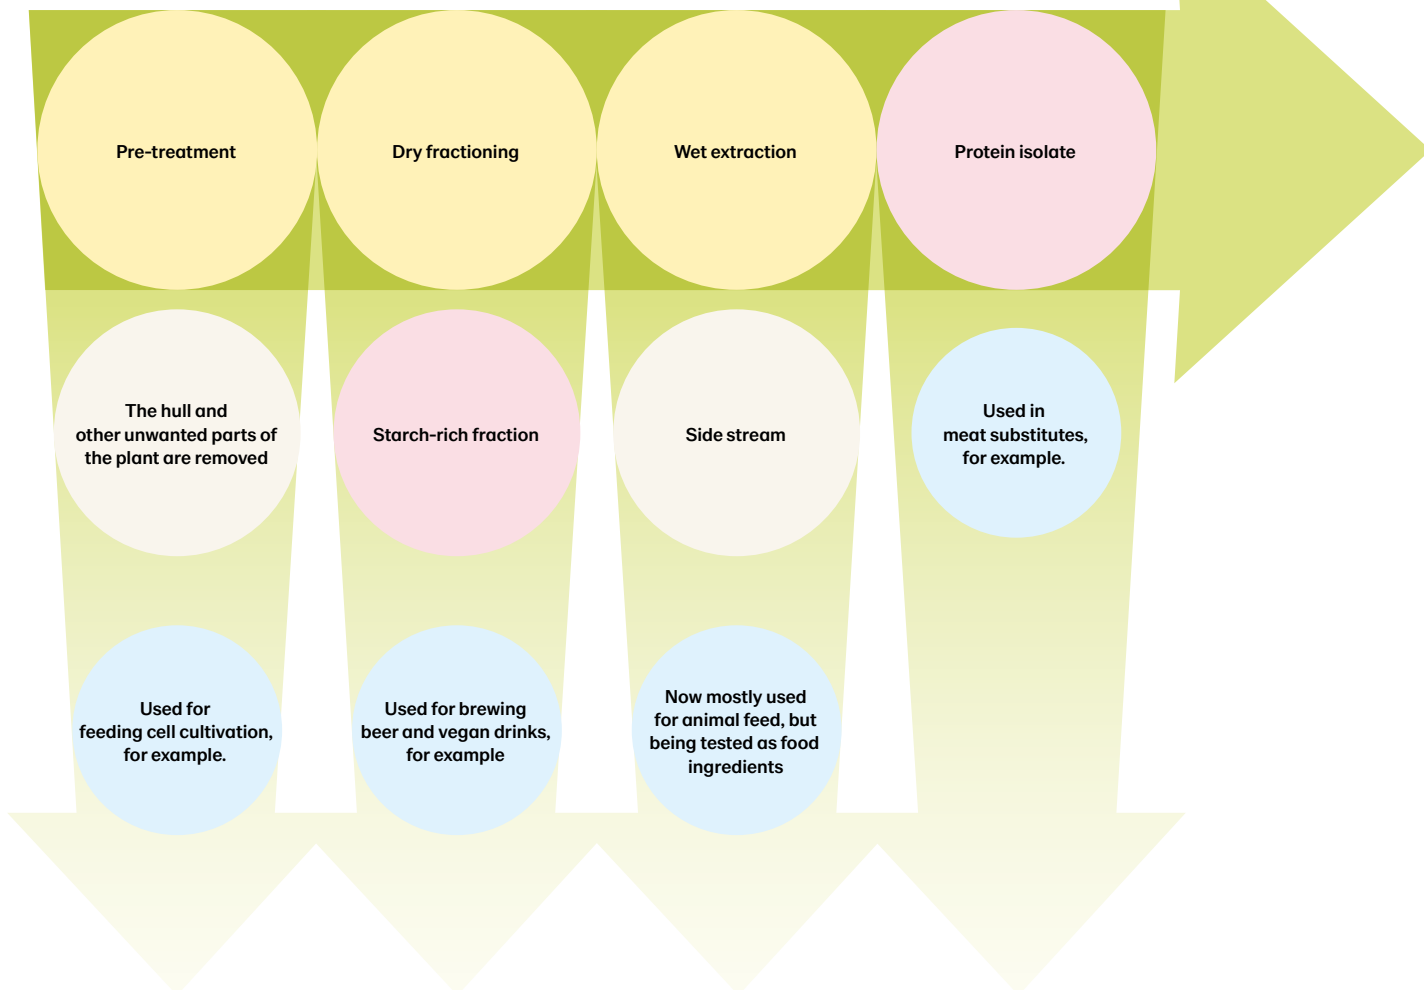 Pre-treatment
Dry fractioning
Wet extraction
Protein isolate
The hull and
other unwanted parts of
the plant are removed
Starch-rich fraction
Side stream
Used in
meat substitutes,
for example.
Used for
feeding cell cultivation,
for example.
Used for brewing
beer and vegan drinks,
for example
Now mostly used
for animal feed, but
being tested as food
ingredients